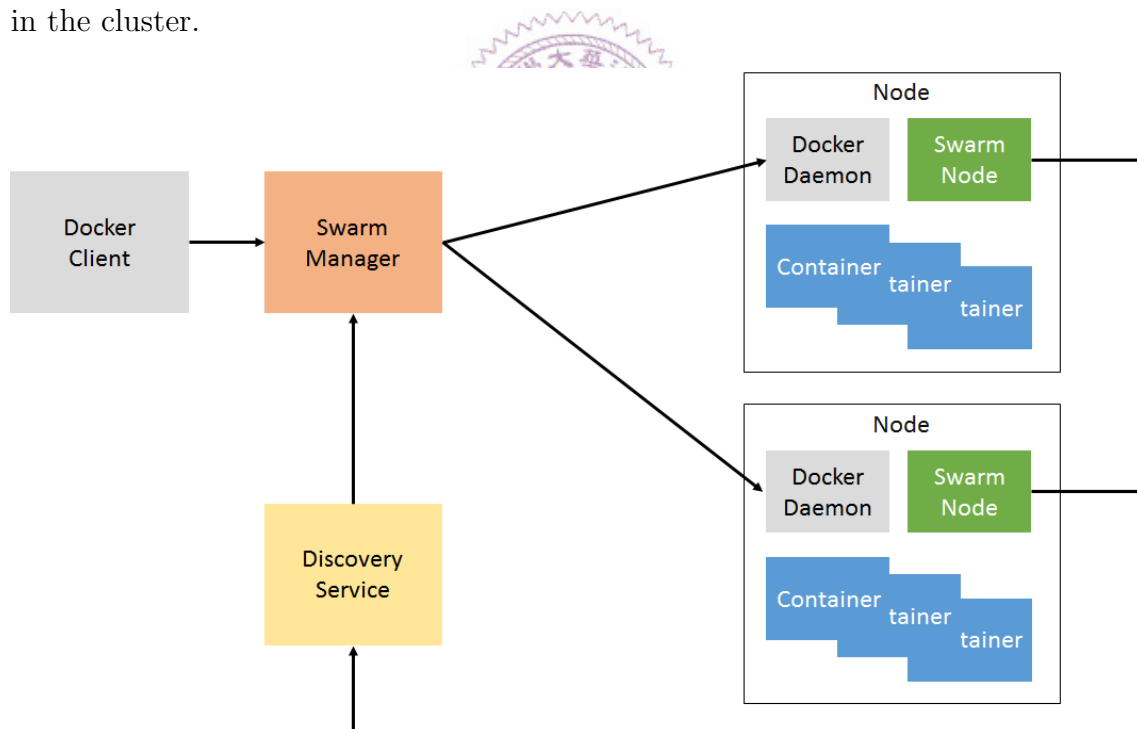 in the cluster.
大
Node
Docker
Daemon
Swarm
Node
Docker
Client
Swarm
Manager
Container
tainer
tainer
Node
Docker
Daemon
Swarm
Node
Discovery
Service
Container
tainer
tainer